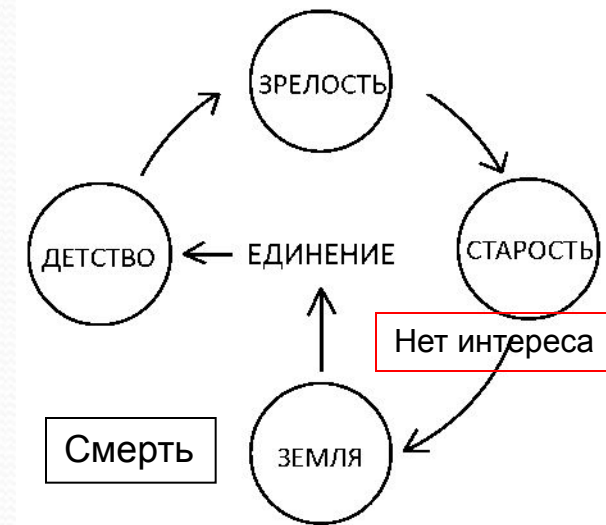 ЗРЕЛОСТЬ
ДЕТСТВО
ЕДИНЕНИЕ
СТАРОСТЬ
Нет интереса
Смерть
ЗЕМЛЯ